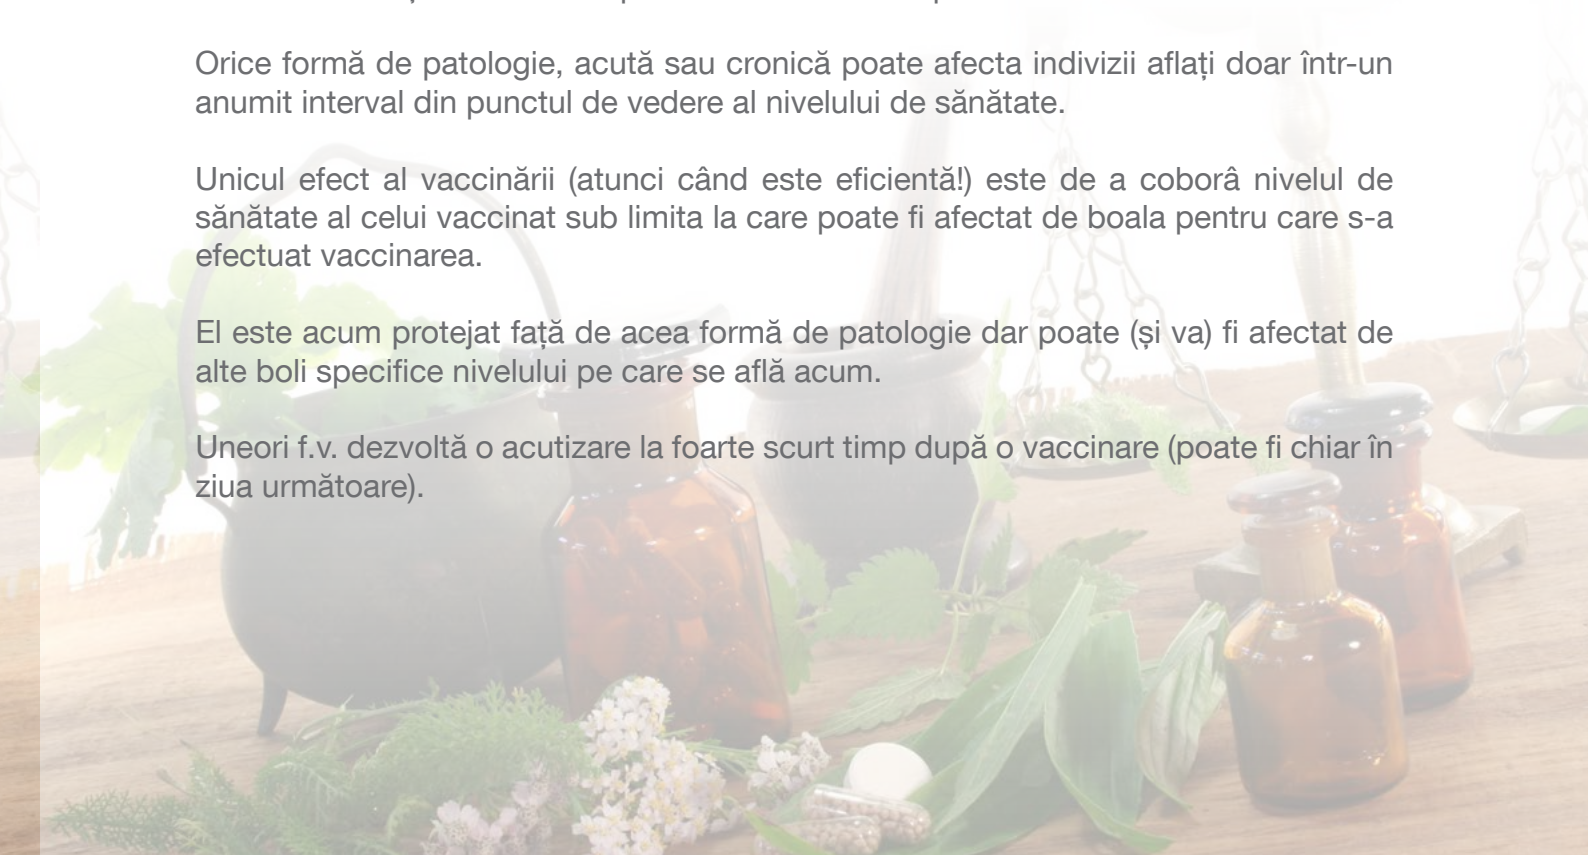 Orice formă de patologie, acută sau cronică poate afecta indivizii aflați doar într-un
anumit interval din punctul de vedere al nivelului de sănătate.
Unicul efect al vaccinării (atunci când este eficientă!) este de a coborâ nivelul de
sănătate al celui vaccinat sub limita la care poate fi afectat de boala pentru care s-a
efectuat vaccinarea.
El este acum protejat față de acea formă de patologie dar poate (și va) fi afectat de
alte boli specifice nivelului pe care se află acum.
Uneori f.v. dezvoltă o acutizare la foarte scurt timp după o vaccinare (poate fi chiar în
ziua următoare).